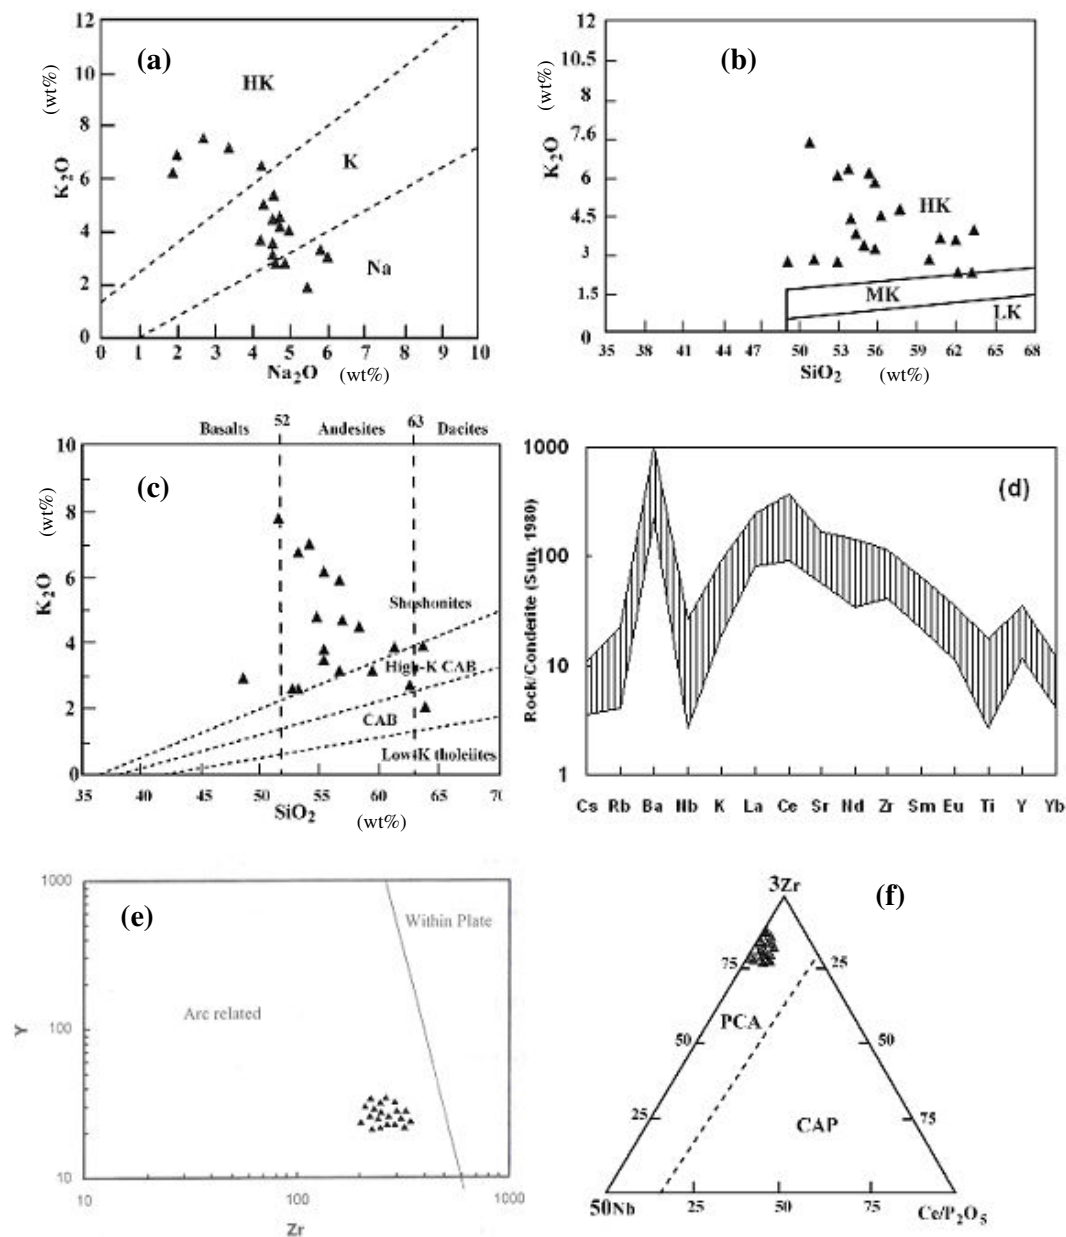 12
10
8
6
4
2
0
(wt%)
K₂O
(a)
HK
K
Na
0 1 2 3 4 5 6 7 8 9 10
Na₂O (wt%)
12
10.5
8
7.6
6
4.5
3
1.5
0
(wt%)
K₂O
(b)
HK
MK
LK
35 38 41 44 47 50 53 56 59 62 65 68
SiO₂ (wt%)
Basalts 52 Andesites 63 Dacites
10
8
6
4
2
0
(wt%)
K₂O
(c)
Shoshonites
High-K CAB
CAB
Low-K tholeiites
35 40 45 50 55 60 65 70
SiO₂
(wt%)
1000
100
10
1
Rock/Conderite (Sun, 1980)
(d)
Cs Rb Ba Nb K La Ce Sr Nd Zr Sm Eu Ti Y Yb
1000
100
10
Y
(e)
Within Plate
Arc related
10 100 1000
Zr
3Zr
(f)
75 25
PCA
50 50
25 75
CAP
50Nb 25 50 75 Ce/P₂O₅